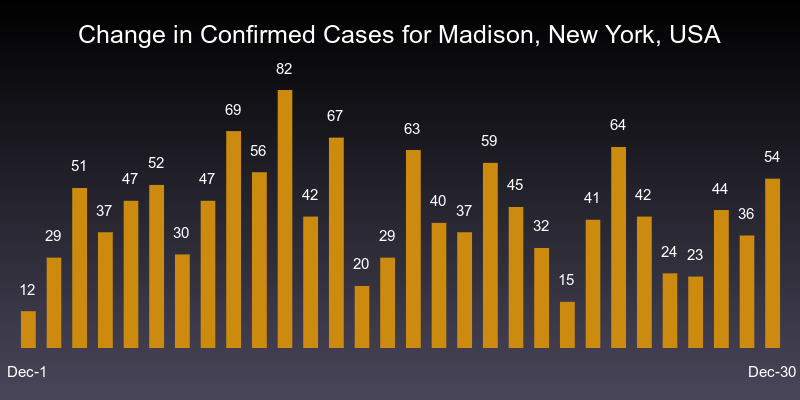 Change in Confirmed Cases for Madison, New York, USA
12 29 51 37 47 52 30 47 69 56 82 42 67 20 29 63 40 37 59 45 32 15 41 64 42 24 23 44 36 54
Dec-1 Dec-30